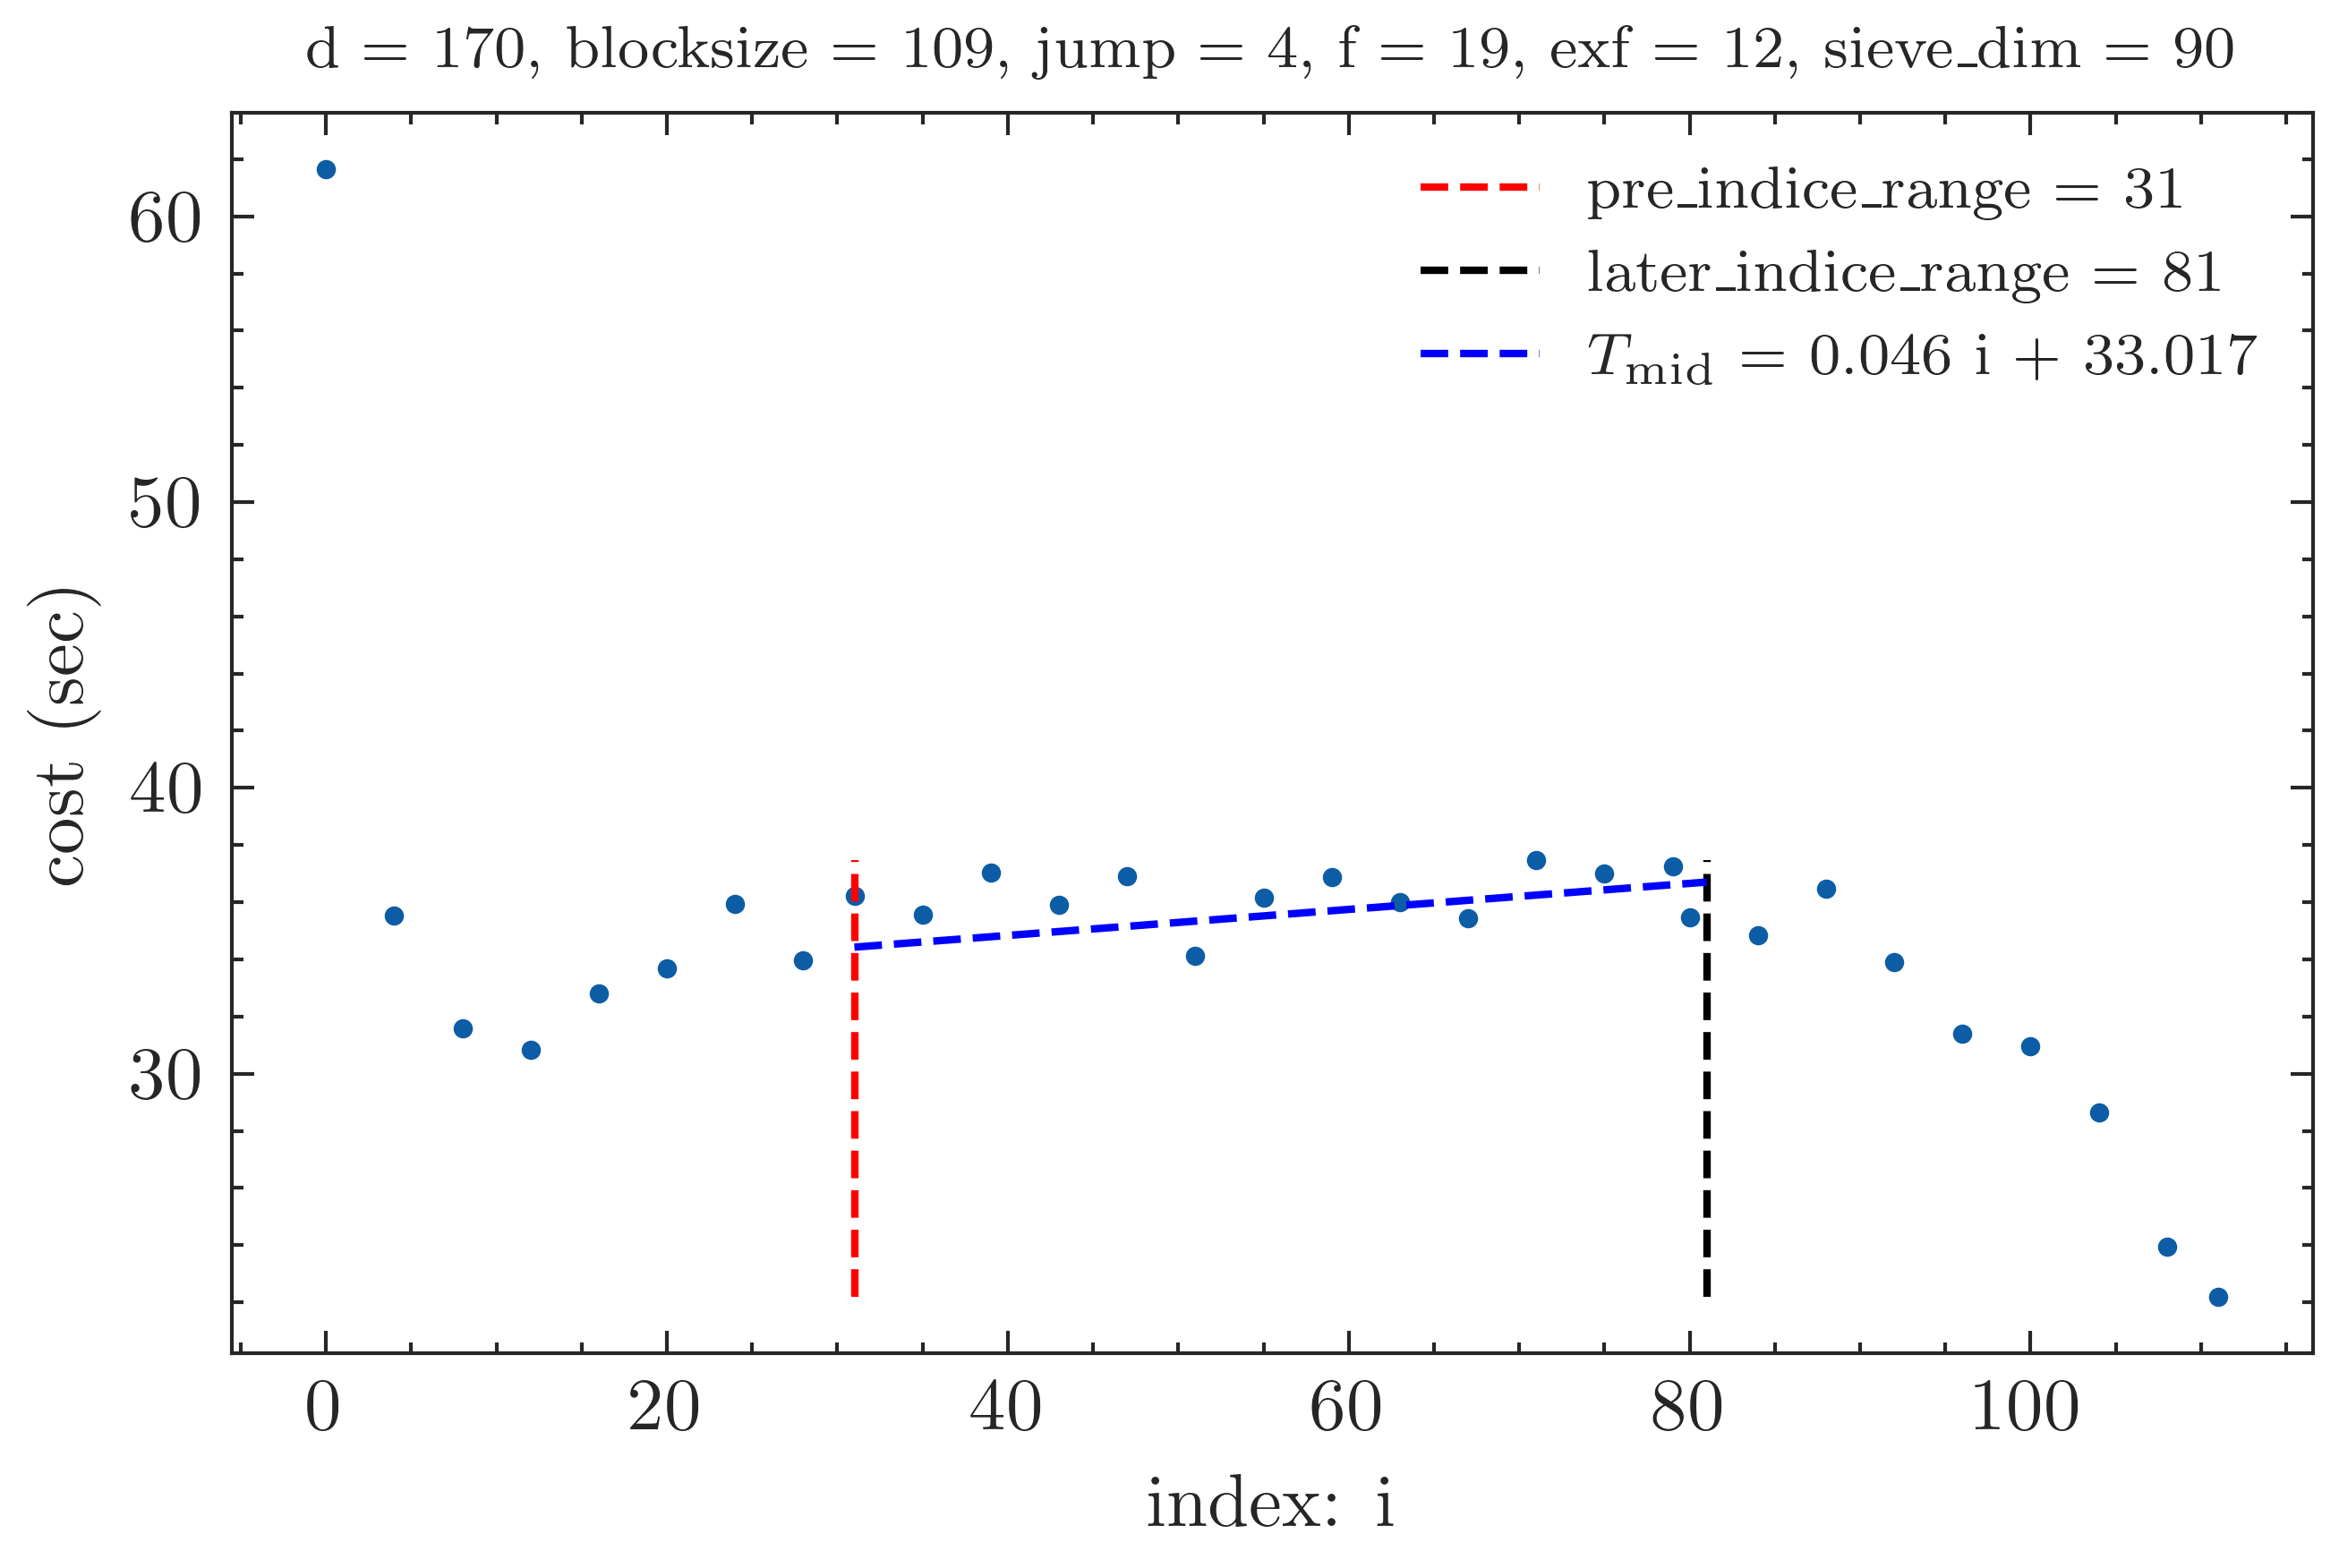 d = 170, blocksize = 109, jump = 4, f = 19, exf = 12, sieve_dim = 90
pre_indice_range = 31
later_indice_range = 81
T_mid = 0.046 i + 33.017
60
50
40
30
cost (sec)
0 20 40 60 80 100
index: i